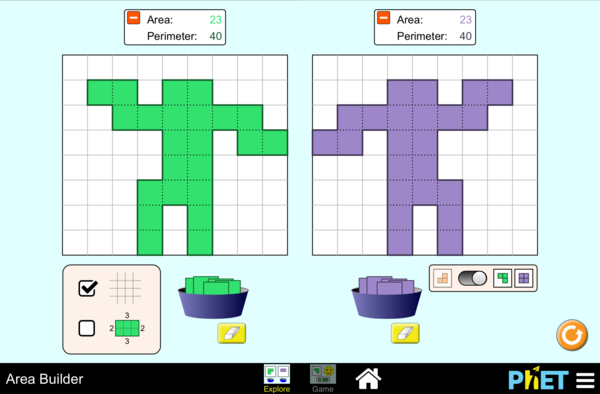 Area: 23
Perimeter: 40
Area: 23
Perimeter: 40
3
2 2
3
Area Builder
Explore
Game
PhET